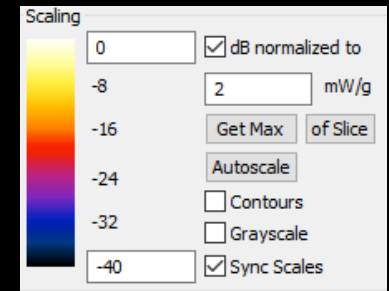 Scaling
0 dB normalized to
-8 2 mW/g
-16 Get Max of Slice
Autoscale
-24
Contours
-32 Grayscale
-40 Sync Scales